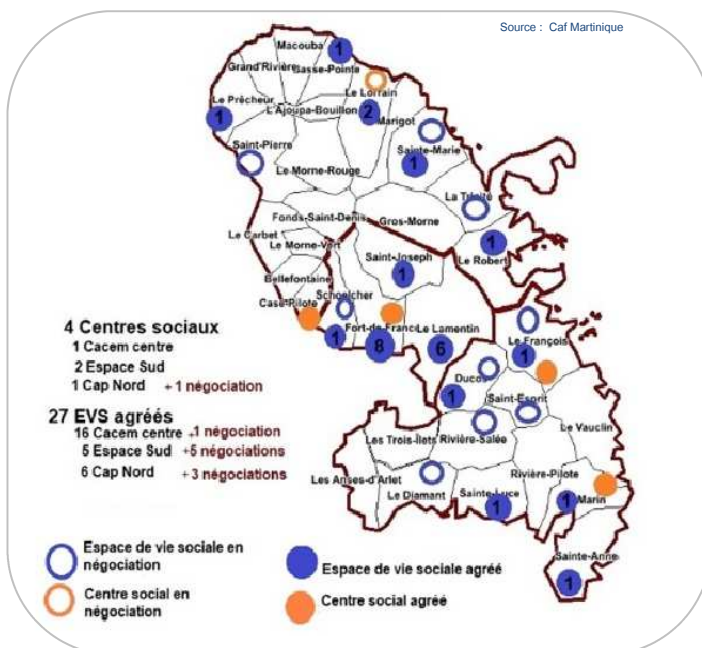 Source : Caf Martinique
Macouba
1
Grand'Rivière
Basse-Pointe
Le Lorrain
Le Prêcheur
1
L'Ajoupa-Bouillon
2
Marigot
Saint-Pierre
Sainte-Marie
1
Le Morne-Rouge
La Trinité
Fonds-Saint-Denis
Gros-Morne
Le Carbet
Le Morne-Vert
Saint-Joseph
1
1
Le Robert
Bellefontaine
Case-Pilote
Schoelcher
Fort-de-France
Le Lamentin
1
8
6
Le François
1
Ducos
1
Saint-Esprit
Le Vauclin
Les Trois-Îlets
Rivière-Salée
Les Anses-d'Arlet
Le Diamant
Sainte-Luce
1
Rivière-Pilote
1
Marin
Sainte-Anne
1
4 Centres sociaux
1 Cacem centre
2 Espace Sud
1 Cap Nord + 1 négociation
27 EVS agréés
16 Cacem centre +1 négociation
5 Espace Sud +5 négociations
6 Cap Nord + 3 négociations
Espace de vie sociale en
négociation
Centre social en
négociation
Espace de vie sociale agréé
Centre social agréé